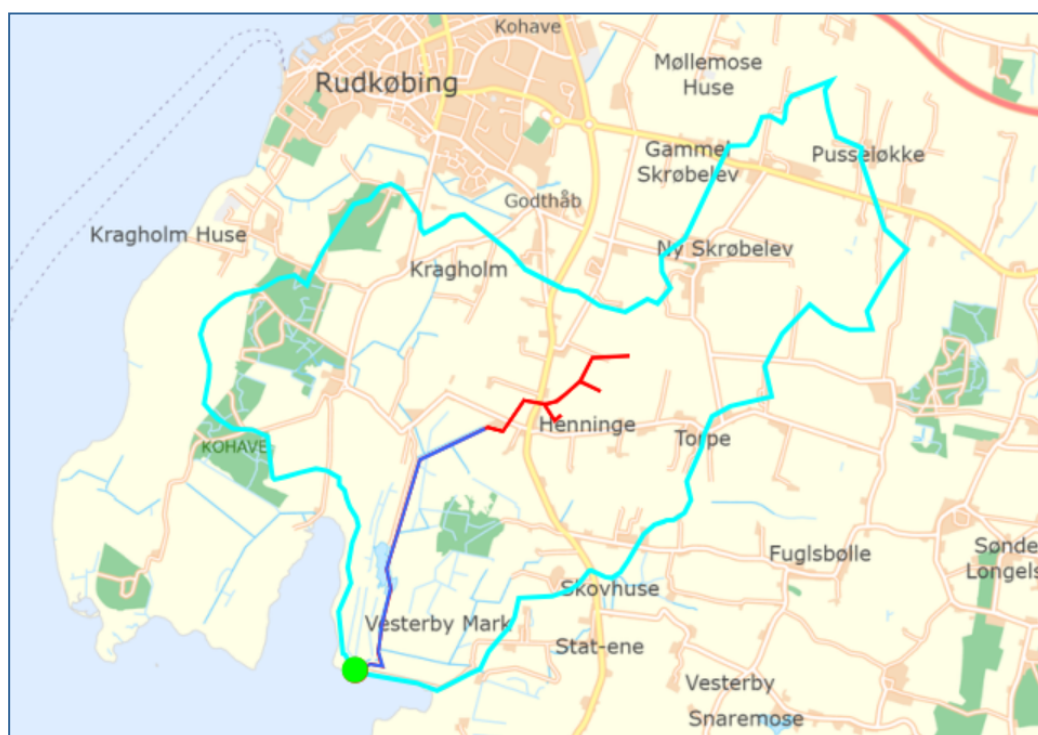 Kohave
Møllemose
Huse
Rudkøbing
Gammel
Skrøbelev
Pusseløkke
Godthåb
Kragholm Huse
Ny Skrøbelev
Kragholm
Henninge
Torpe
KOHAVE
Fuglsbølle
Sønde
Longels
Skovhuse
Vesterby Mark
Stat-ene
Vesterby
Snaremose